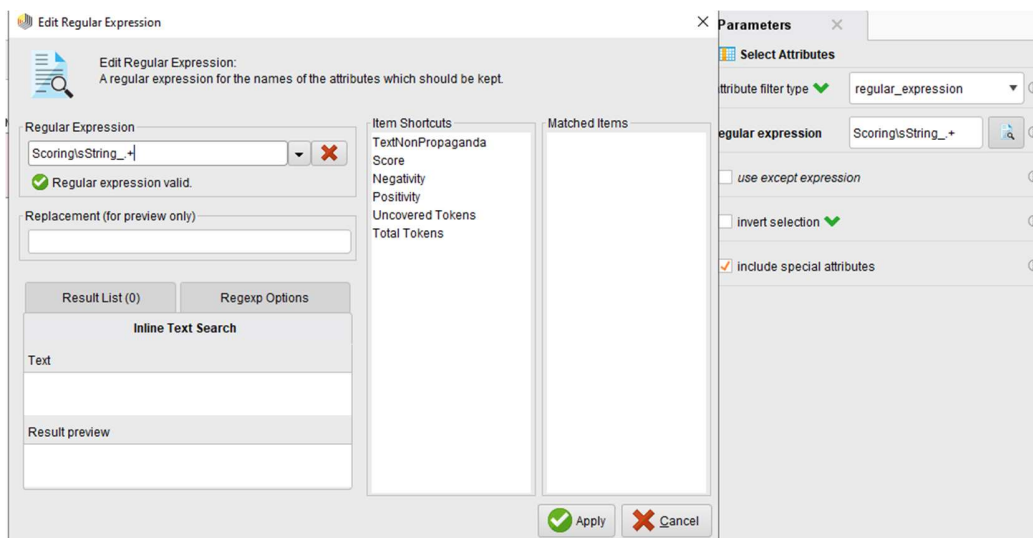 Edit Regular Expression
Edit Regular Expression:
A regular expression for the names of the attributes which should be kept.
Regular Expression
Scoring\sString_.+
Regular expression valid.
Replacement (for preview only)
Result List (0)
Regexp Options
Inline Text Search
Text
Result preview
Item Shortcuts
TextNonPropaganda
Score
Negativity
Positivity
Uncovered Tokens
Total Tokens
Matched Items
Apply
Cancel
Parameters
Select Attributes
ttribute filter type
regular_expression
egular expression
Scoring\sString_.+
use except expression
invert selection
include special attributes